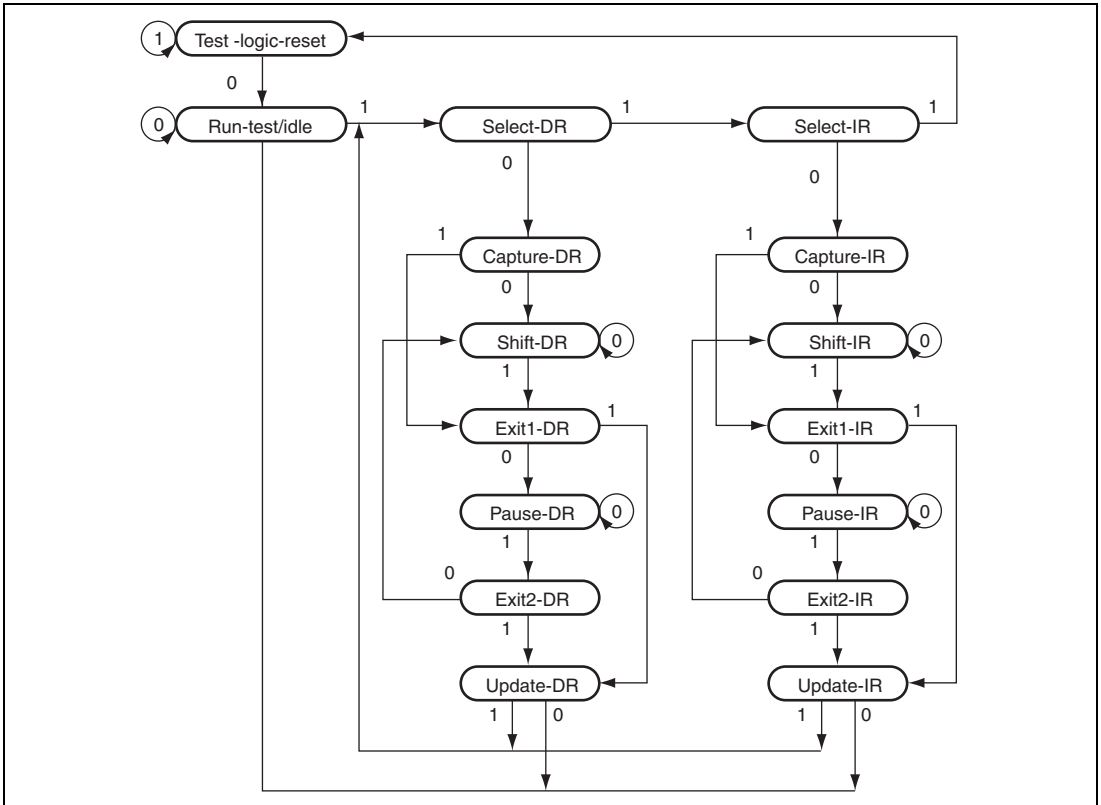 1 Test -logic-reset
0
0 Run-test/idle 1 Select-DR 1 Select-IR 1
0 0
1 1
Capture-DR Capture-IR
0 0
Shift-DR 0 Shift-IR 0
1 1
Exit1-DR 1 Exit1-IR 1
0 0
Pause-DR 0 Pause-IR 0
1 1
0 0
Exit2-DR Exit2-IR
1 1
Update-DR Update-IR
1 0 1 0